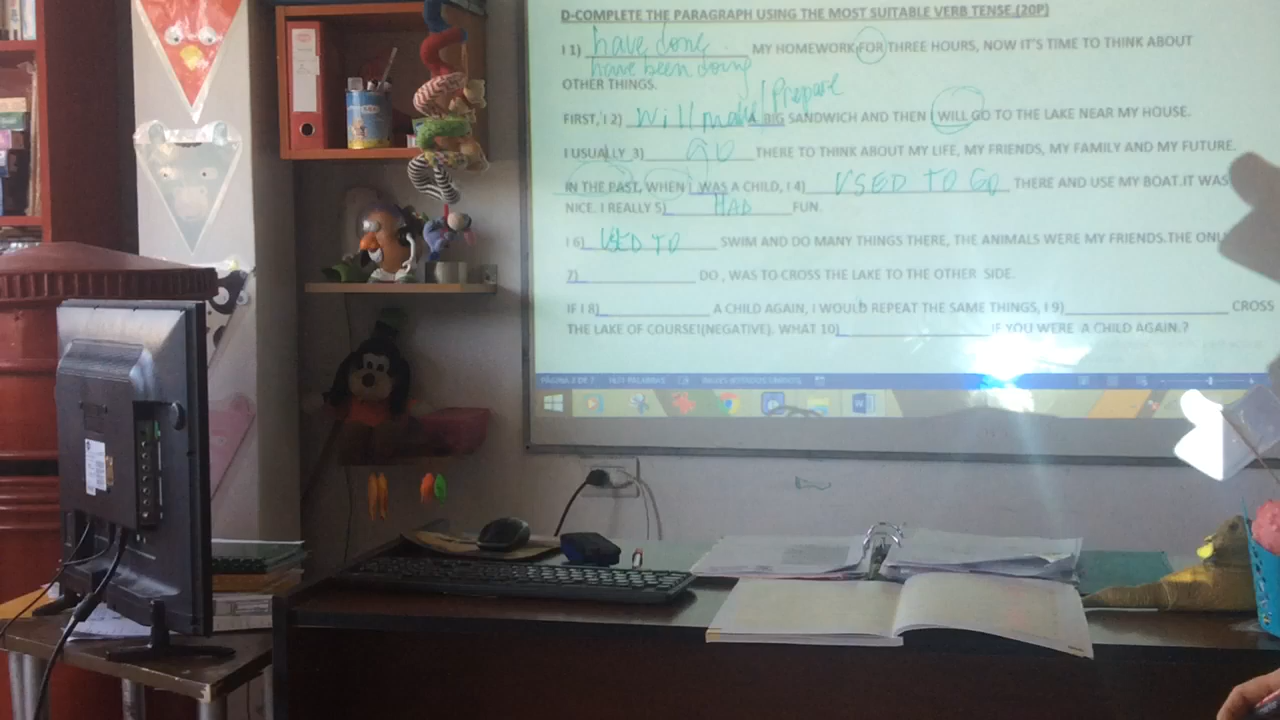 D-COMPLETE THE PARAGRAPH USING THE MOST SUITABLE VERB TENSE.(20P)
I 1) have done MY HOMEWORK FOR THREE HOURS, NOW IT'S TIME TO THINK ABOUT
have been doing
OTHER THINGS.
Prepare
FIRST, I 2) will make BIG SANDWICH AND THEN I WILL GO TO THE LAKE NEAR MY HOUSE.
I USUALLY 3) GO THERE TO THINK ABOUT MY LIFE, MY FRIENDS, MY FAMILY AND MY FUTURE.
IN THE PAST, WHEN I WAS A CHILD, I 4) USED TO GO THERE AND USE MY BOAT.IT WAS
NICE. I REALLY 5) HAD FUN.
I 6) USED TO SWIM AND DO MANY THINGS THERE, THE ANIMALS WERE MY FRIENDS.THE
7) DO , WAS TO CROSS THE LAKE TO THE OTHER SIDE.
IF I 8) A CHILD AGAIN, I WOULD REPEAT THE SAME THINGS, I 9) CROSS
THE LAKE OF COURSE!(NEGATIVE). WHAT 10) IF YOU WERE A CHILD AGAIN.?